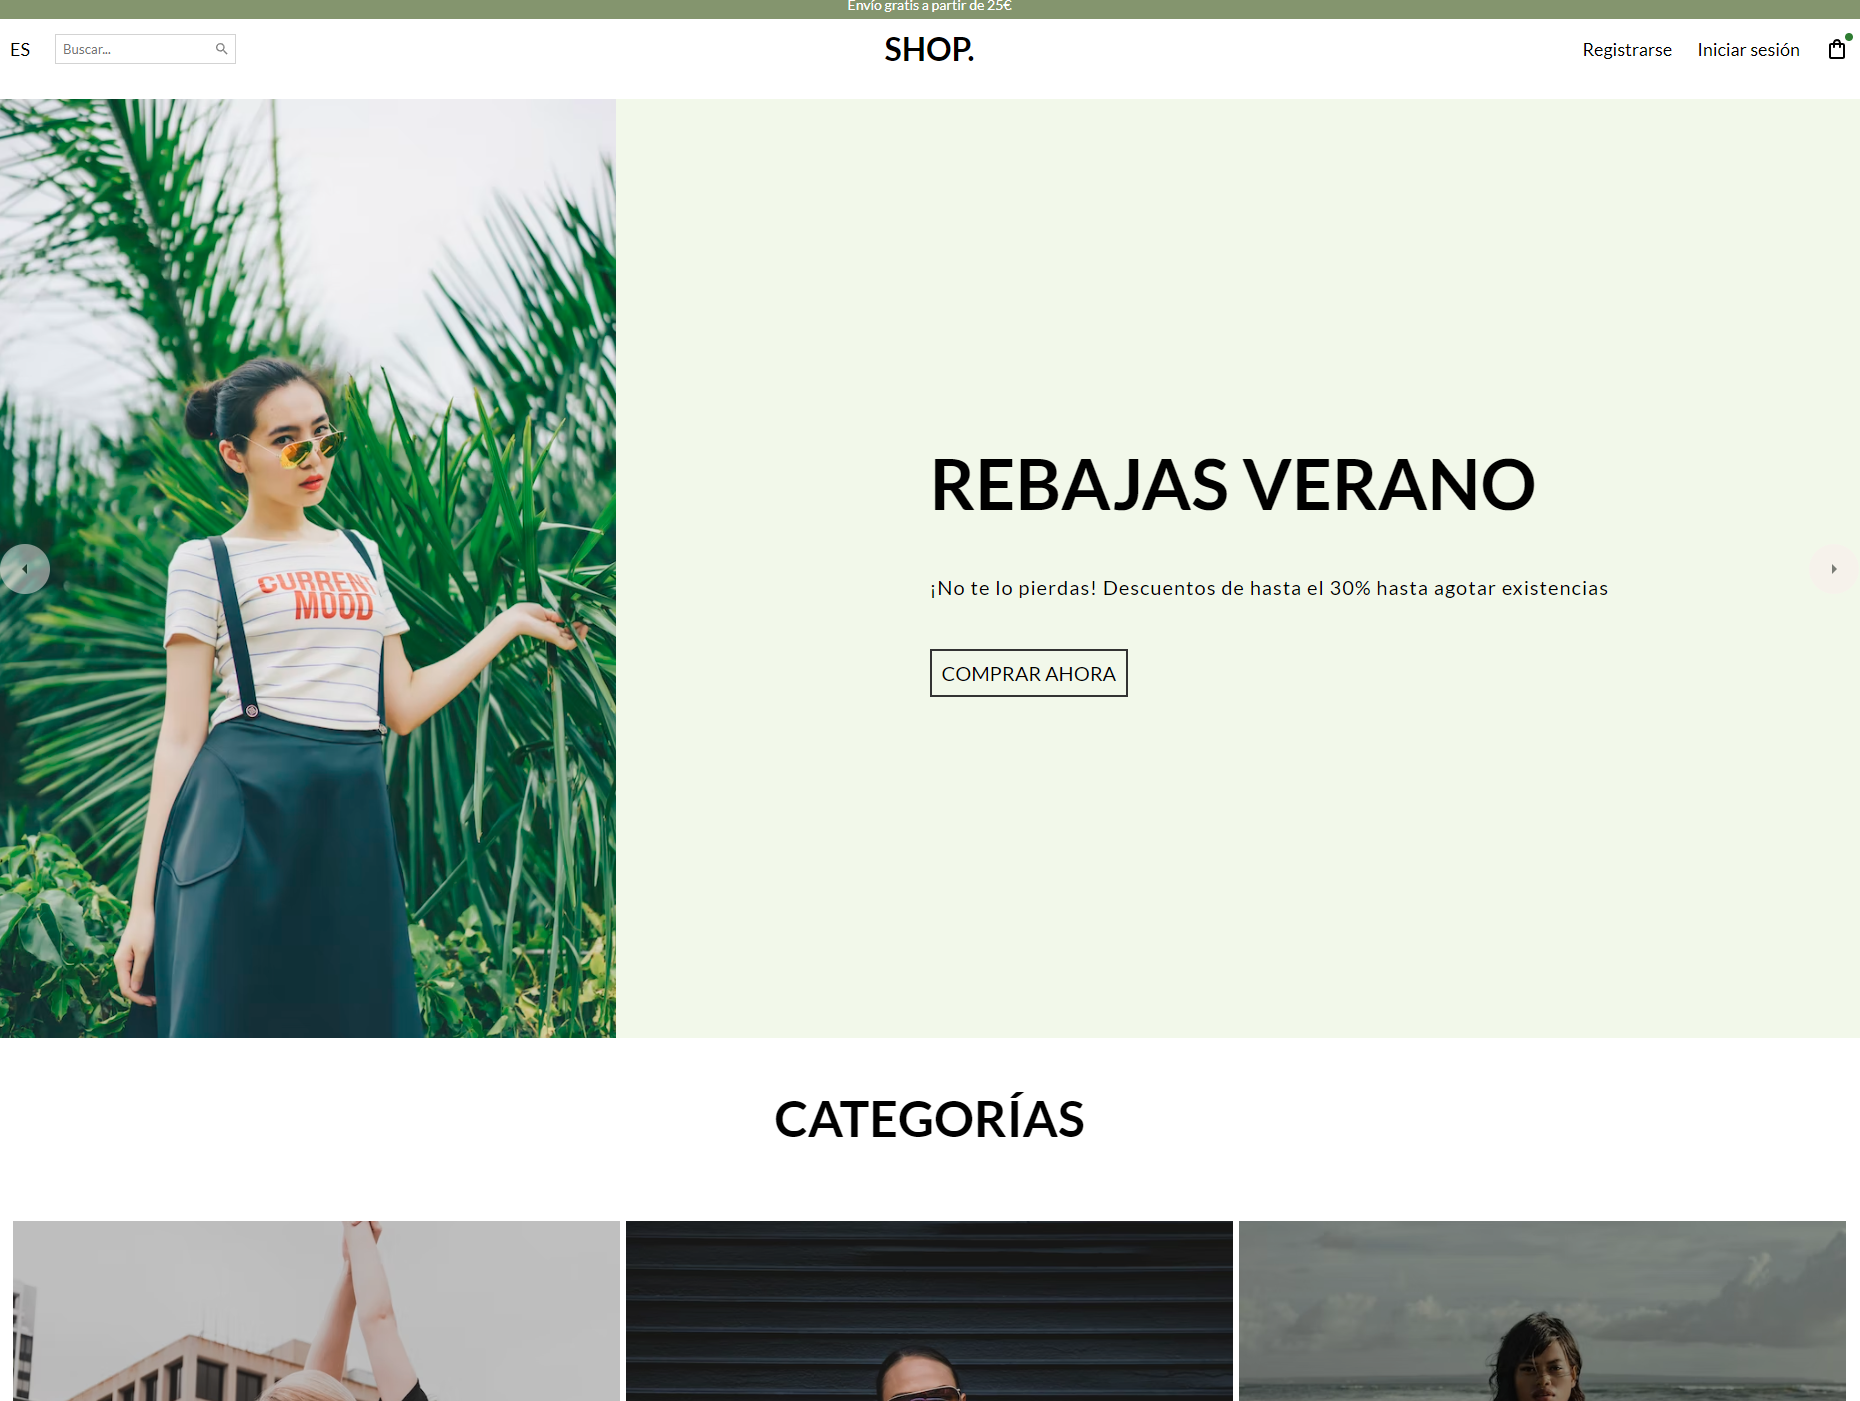 Envío gratis a partir de 25€
ES
Buscar...
SHOP.
Registrarse
Iniciar sesión
CURRENT
MOOD
REBAJAS VERANO
¡No te lo pierdas! Descuentos de hasta el 30% hasta agotar existencias
COMPRAR AHORA
CATEGORÍAS